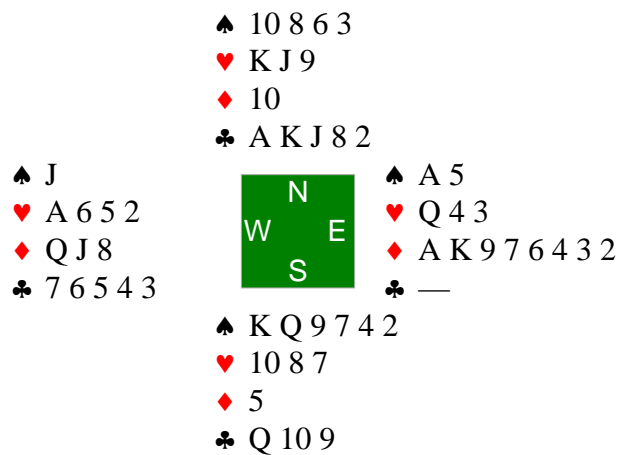 ♠ 10 8 6 3
♥ K J 9
♦ 10
♣ A K J 8 2
♠ J
♥ A 6 5 2
♦ Q J 8
♣ 7 6 5 4 3
N
W E
S
♠ A 5
♥ Q 4 3
♦ A K 9 7 6 4 3 2
♣ —
♠ K Q 9 7 4 2
♥ 10 8 7
♦ 5
♣ Q 10 9